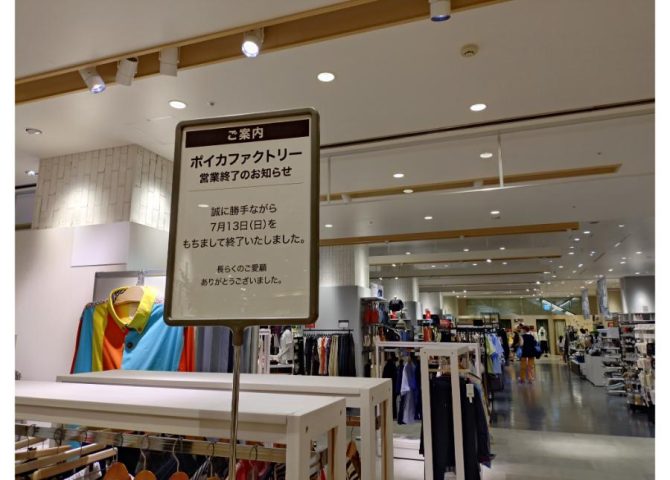 ご案内
ポイカファクトリー
営業終了のお知らせ
誠に勝手ながら
7月13日(日)を
もちまして終了いたしました。
長らくのご愛顧
ありがとうございました。